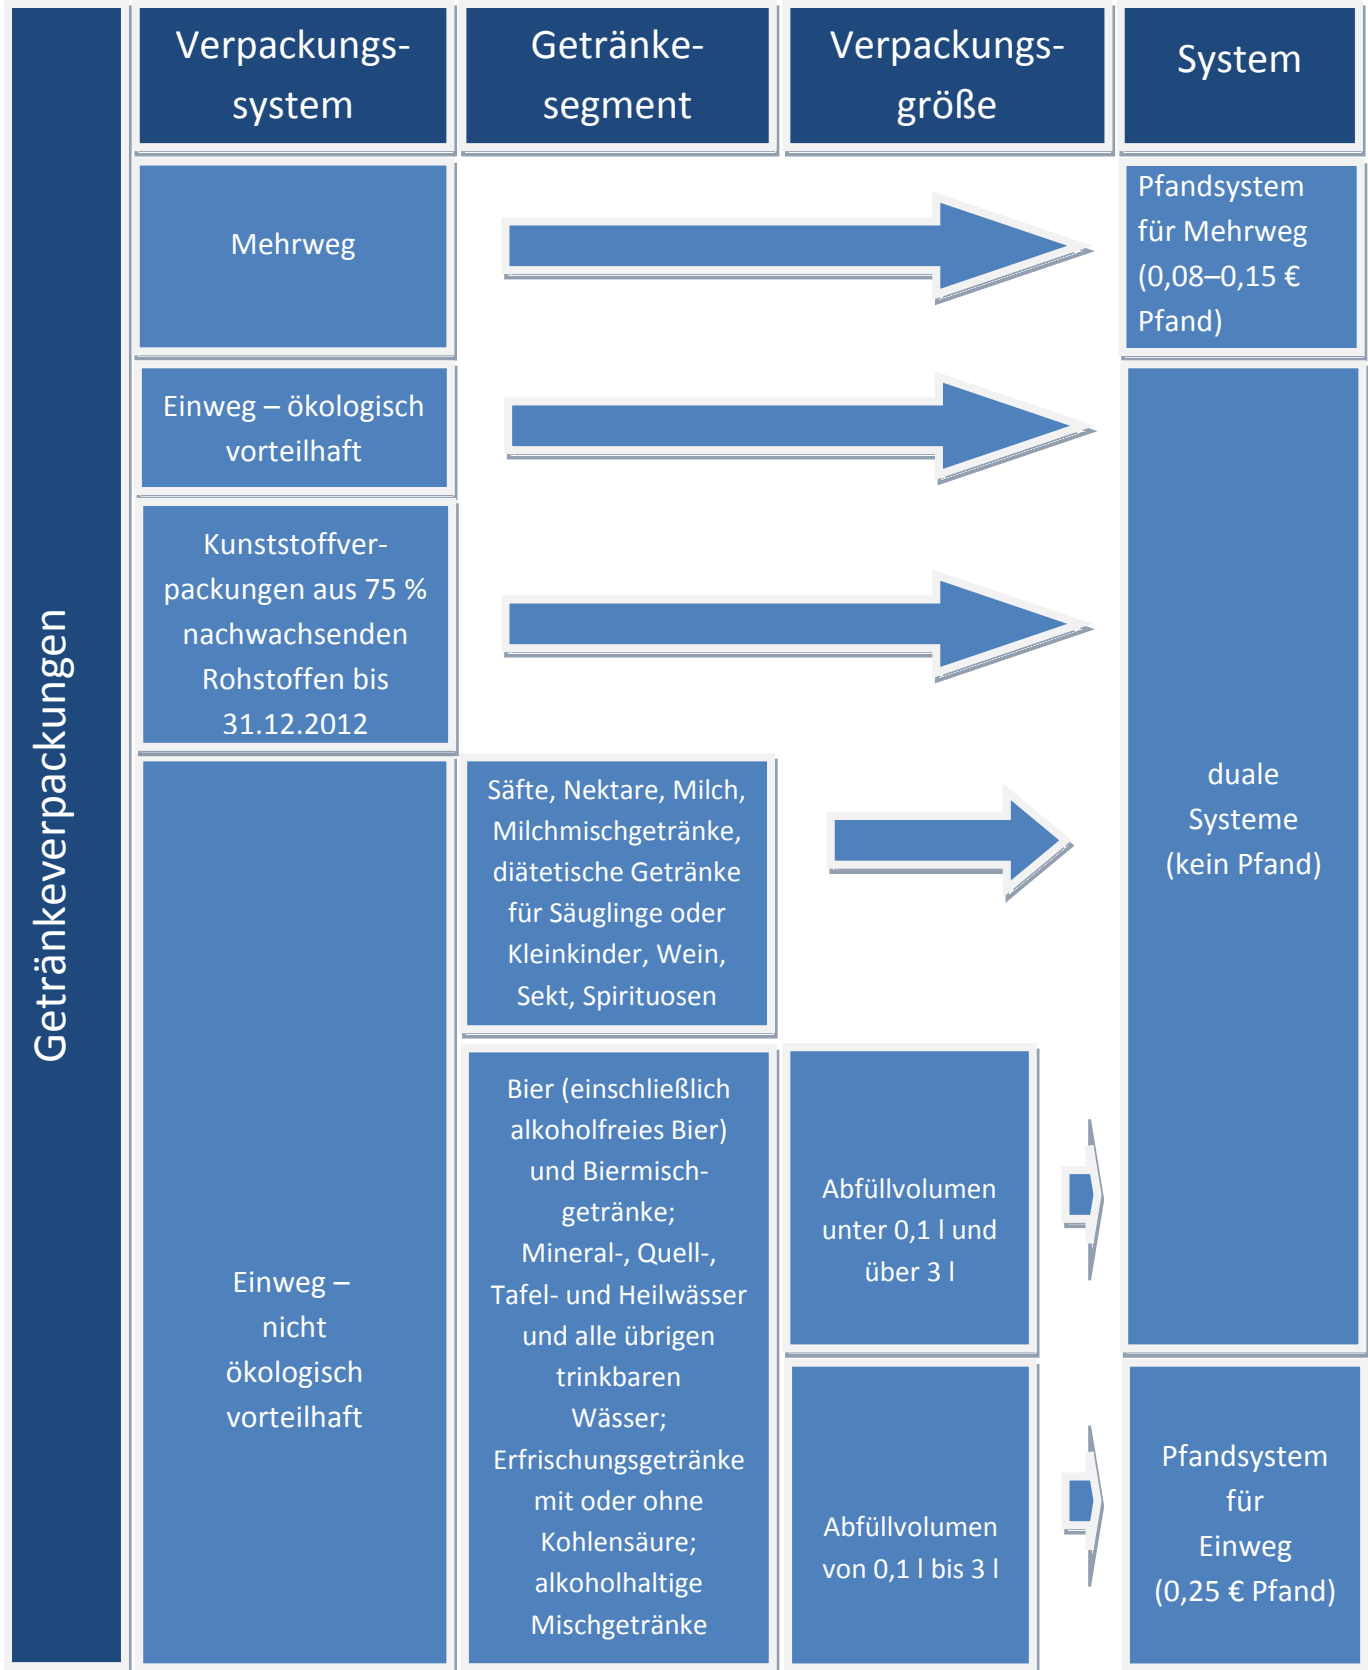 Getränkeverpackungen
Verpackungs-
system
Getränke-
segment
Verpackungs-
größe
System
Mehrweg
Pfandsystem
für Mehrweg
(0,08–0,15 €
Pfand)
Einweg – ökologisch
vorteilhaft
Kunststoffver-
packungen aus 75 %
nachwachsenden
Rohstoffen bis
31.12.2012
duale
Systeme
(kein Pfand)
Einweg –
nicht
ökologisch
vorteilhaft
Säfte, Nektare, Milch,
Milchmischgetränke,
diätetische Getränke
für Säuglinge oder
Kleinkinder, Wein,
Sekt, Spirituosen
Bier (einschließlich
alkoholfreies Bier)
und Biermisch-
getränke;
Mineral-, Quell-,
Tafel- und Heilwässer
und alle übrigen
trinkbaren
Wässer;
Erfrischungsgetränke
mit oder ohne
Kohlensäure;
alkoholhaltige
Mischgetränke
Abfüllvolumen
unter 0,1 l und
über 3 l
Abfüllvolumen
von 0,1 l bis 3 l
Pfandsystem
für
Einweg
(0,25 € Pfand)